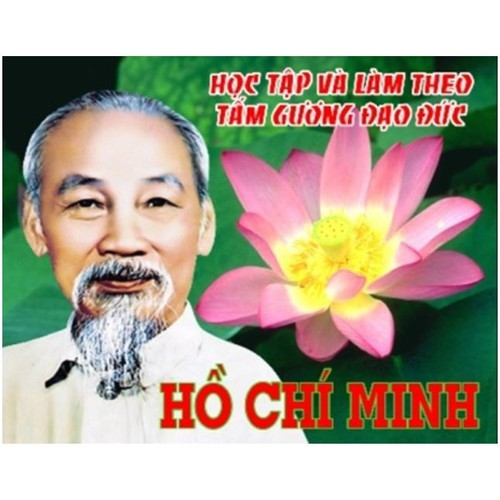 HỌC TẬP VÀ LÀM THEO
TẤM GƯƠNG ĐẠO ĐỨC
HỒ CHÍ MINH